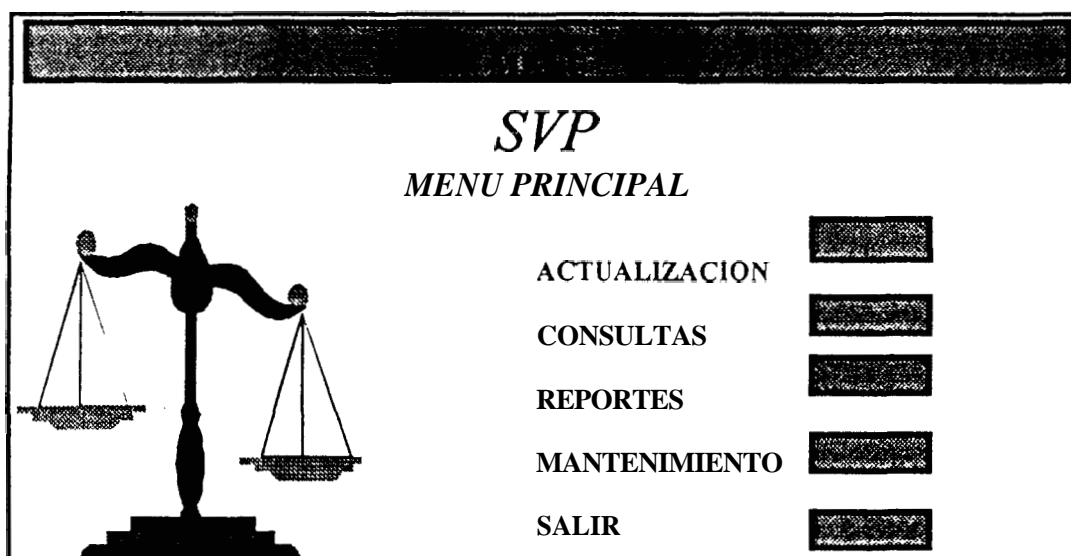 SVP
MENU PRINCIPAL
ACTUALIZACION
CONSULTAS
REPORTES
MANTENIMIENTO
SALIR